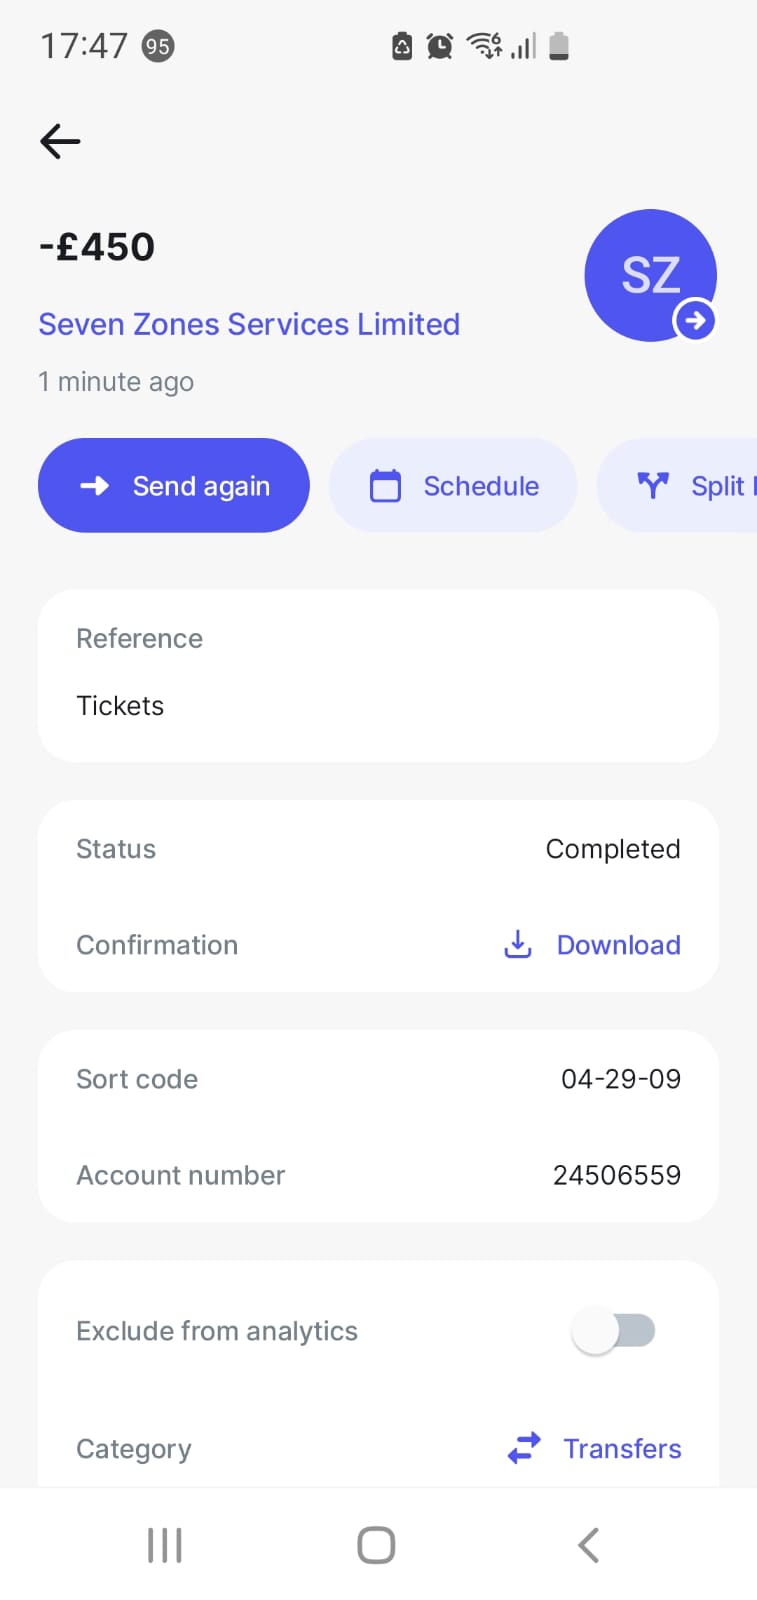 17:47 95
6
-£450
SZ
Seven Zones Services Limited
1 minute ago
Send again Schedule Split
Reference
Tickets
Status Completed
Confirmation Download
Sort code 04-29-09
Account number 24506559
Exclude from analytics
Category Transfers